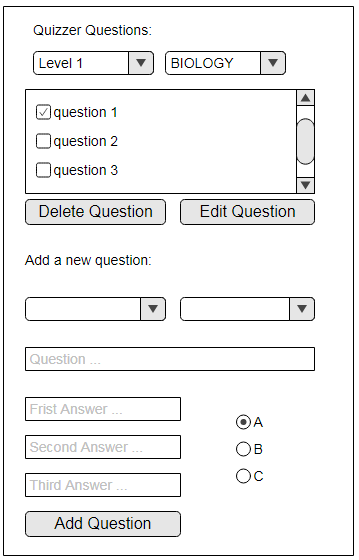 Quizzer Questions:
Level 1 BIOLOGY
question 1
question 2
question 3
Delete Question Edit Question
Add a new question:
Question ...
Frist Answer ...
A
Second Answer ...
B
Third Answer ...
C
Add Question